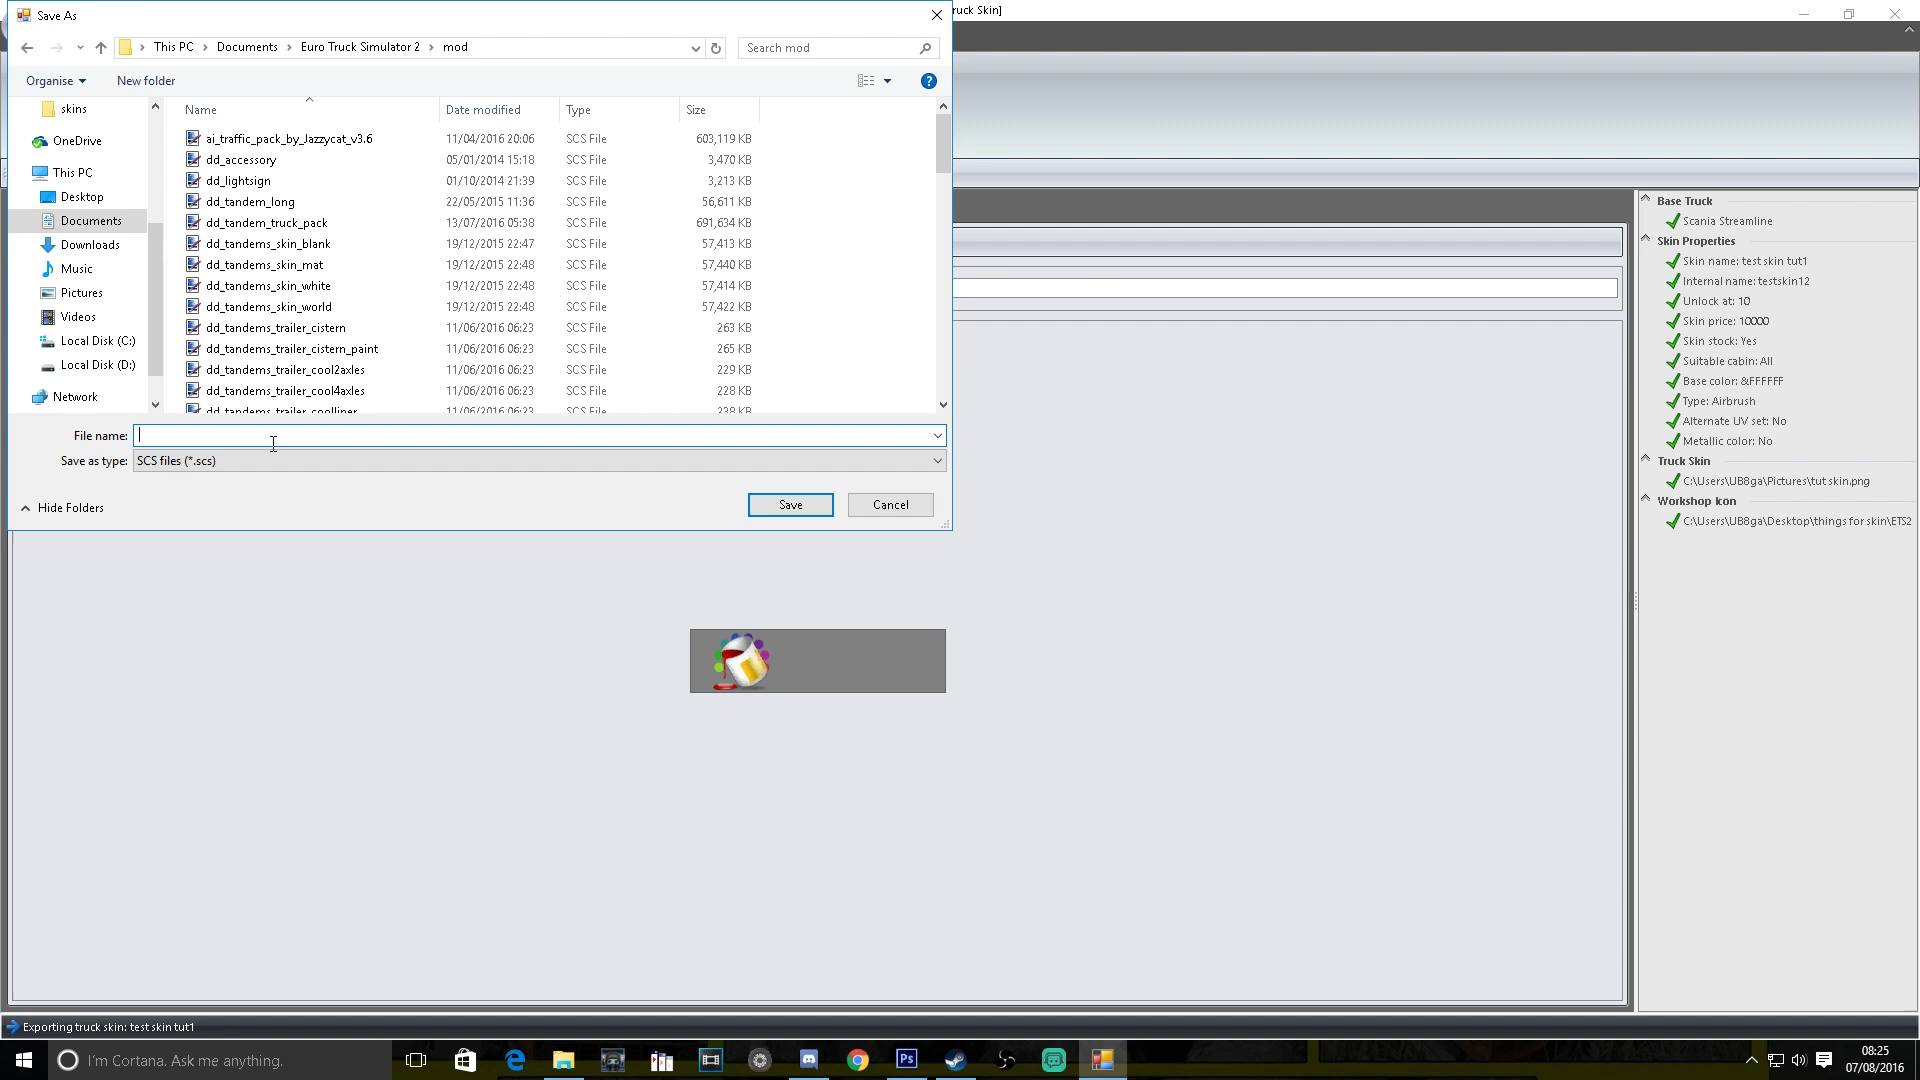 Save As
ruck Skin]
This PC > Documents > Euro Truck Simulator 2 > mod
Search mod
Organise
New folder
skins
OneDrive
This PC
Desktop
Documents
Downloads
Music
Pictures
Videos
Local Disk (C:)
Local Disk (D:)
Network
Name Date modified Type Size
ai_traffic_pack_by_Jazzycat_v3.6 11/04/2016 20:06 SCS File 603,119 KB
dd_accessory 05/01/2014 15:18 SCS File 3,470 KB
dd_lightsign 01/10/2014 21:39 SCS File 3,213 KB
dd_tandem_long 22/05/2015 11:36 SCS File 56,611 KB
dd_tandem_truck_pack 13/07/2016 05:38 SCS File 691,634 KB
dd_tandems_skin_blank 19/12/2015 22:47 SCS File 57,413 KB
dd_tandems_skin_mat 19/12/2015 22:48 SCS File 57,440 KB
dd_tandems_skin_white 19/12/2015 22:48 SCS File 57,414 KB
dd_tandems_skin_world 19/12/2015 22:48 SCS File 57,422 KB
dd_tandems_trailer_cistern 11/06/2016 06:23 SCS File 263 KB
dd_tandems_trailer_cistern_paint 11/06/2016 06:23 SCS File 265 KB
dd_tandems_trailer_cool2axles 11/06/2016 06:23 SCS File 229 KB
dd_tandems_trailer_cool4axles 11/06/2016 06:23 SCS File 228 KB
dd_tandems_trailer_coolliner 11/06/2016 06:23 SCS File 238 KB
File name:
Save as type: SCS files (*.scs)
Hide Folders
Save
Cancel
Base Truck
Scania Streamline
Skin Properties
Skin name: test skin tut1
Internal name: testskin12
Unlock at: 10
Skin price: 10000
Skin stock: Yes
Suitable cabin: All
Base color: &FFFFFF
Type: Airbrush
Alternate UV set: No
Metallic color: No
Truck Skin
C:\Users\UB8ga\Pictures\tut skin.png
Workshop Icon
C:\Users\UB8ga\Desktop\things for skin\ETS2
Exporting truck skin: test skin tut1
I'm Cortana. Ask me anything.
Ps
08:25
07/08/2016